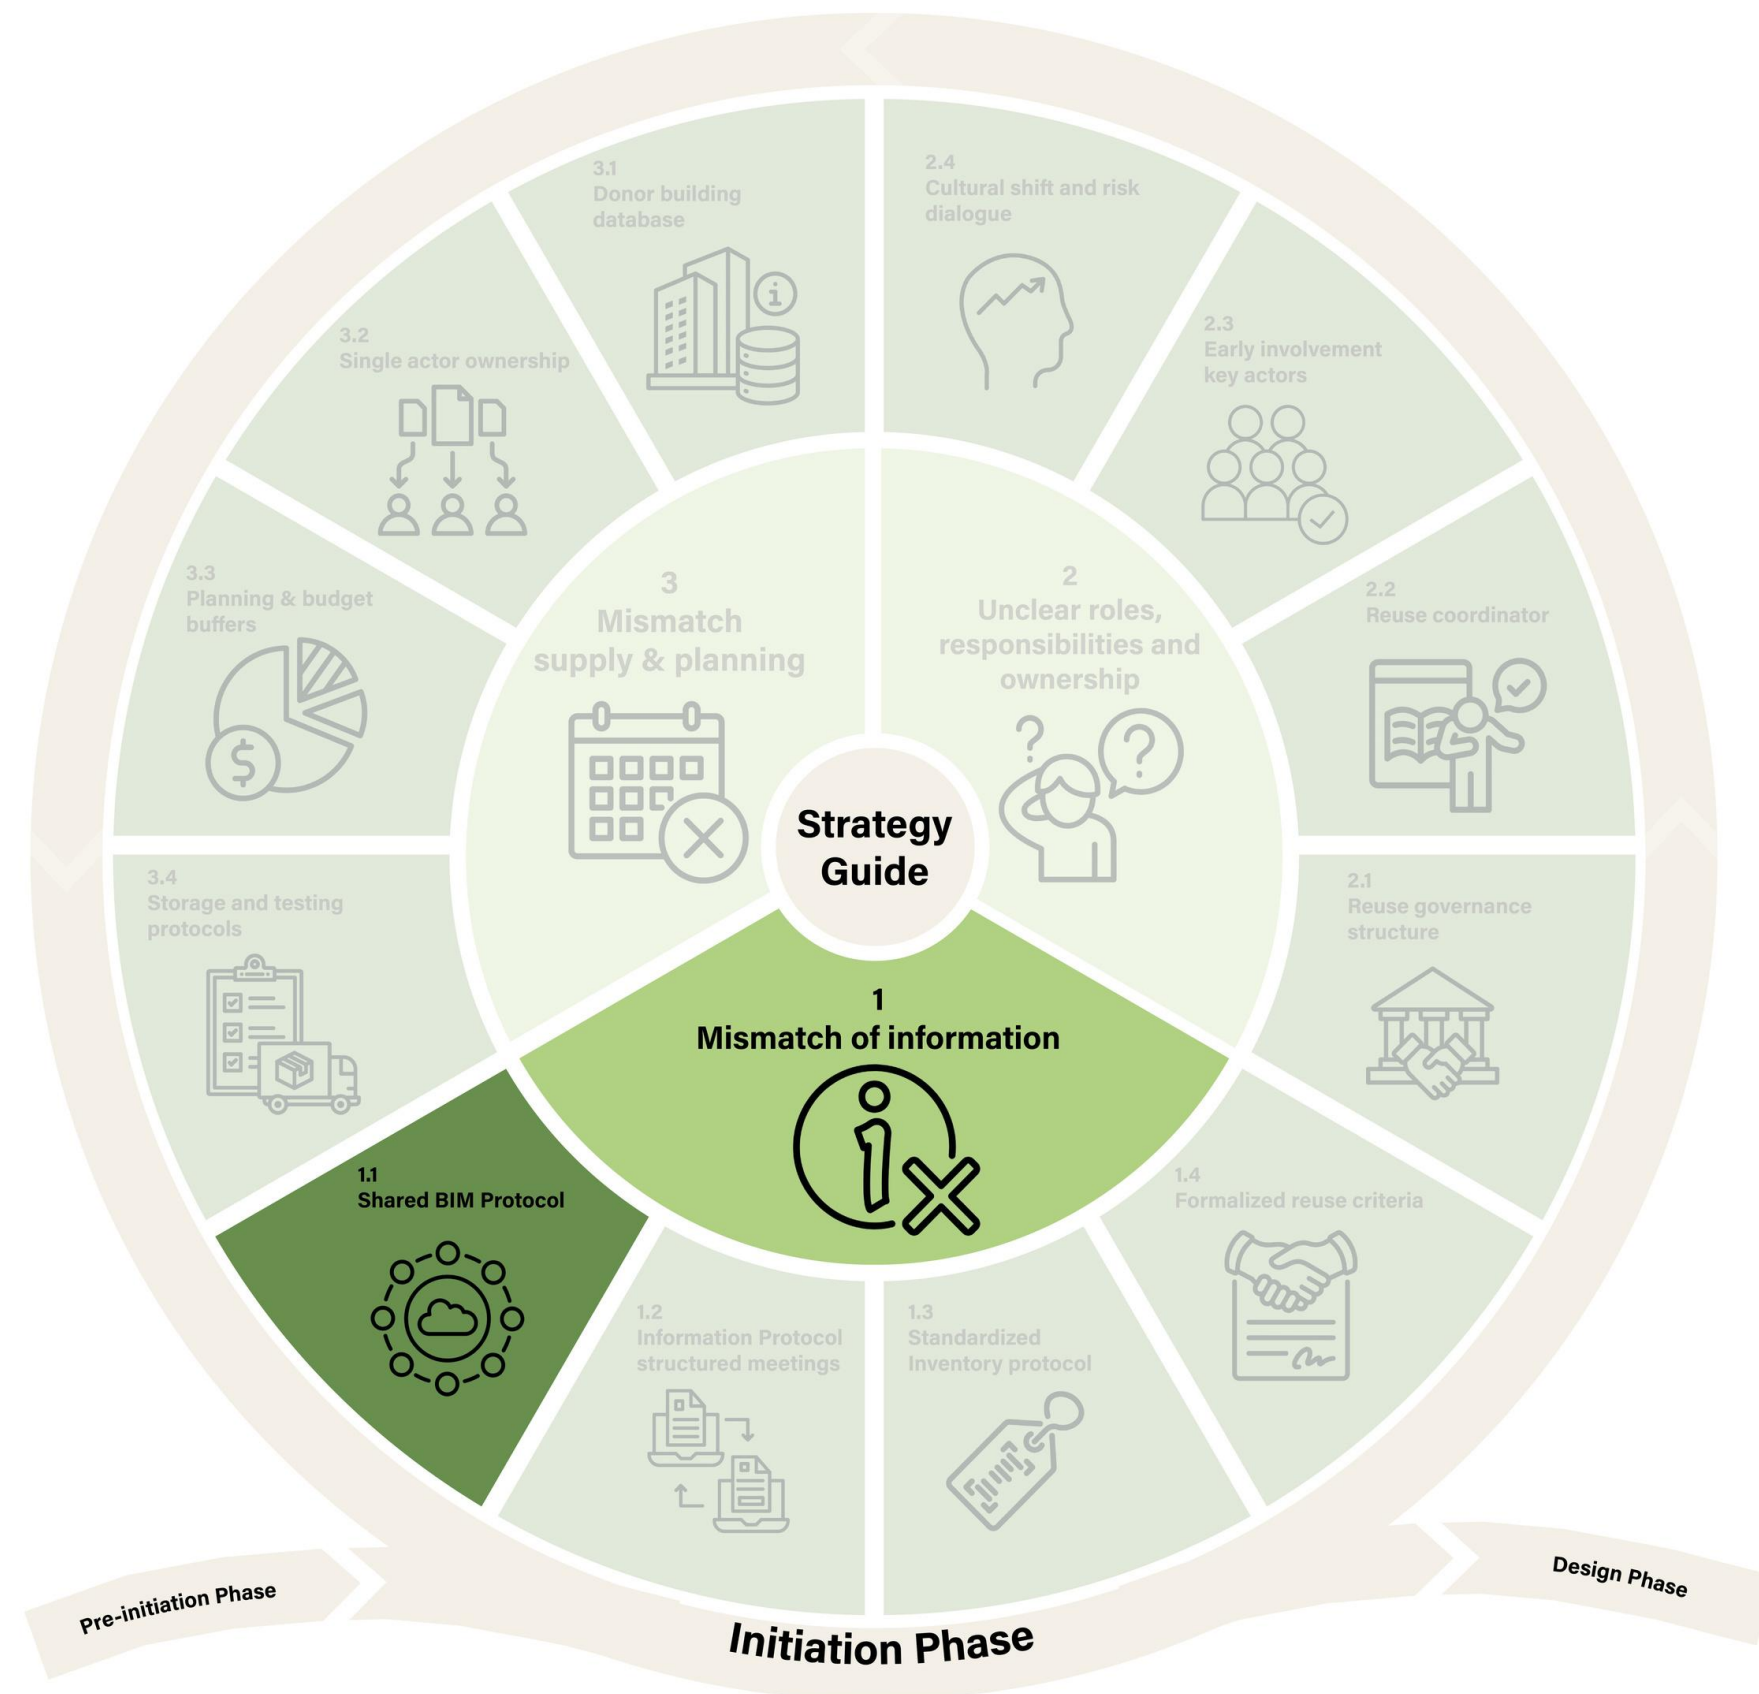 3.1
Donor building
database
2.4
Cultural shift and risk
dialogue
3.2
Single actor ownership
2.3
Early involvement
key actors
3.3
Planning & budget
buffers
2.2
Reuse coordinator
3
Mismatch
supply & planning
2
Unclear roles,
responsibilities and
ownership
Strategy
Guide
3.4
Storage and testing
protocols
2.1
Reuse governance
structure
1
Mismatch of information
1.1
Shared BIM Protocol
1.4
Formalized reuse criteria
1.2
Information Protocol
structured meetings
1.3
Standardized
Inventory protocol
Pre-initiation Phase
Initiation Phase
Design Phase